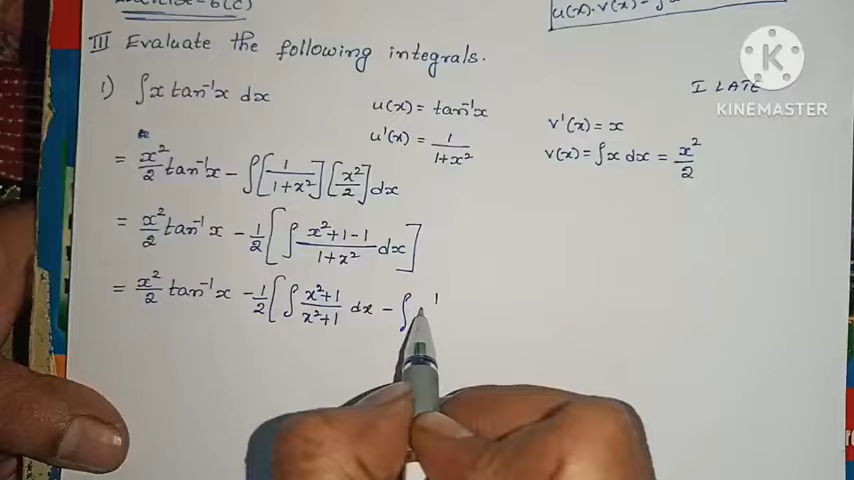 u(x).v(x) - ∫
III Evaluate the following integrals.
1) ∫x tan⁻¹x dx
u(x) = tan⁻¹x
u'(x) = 1/(1+x²)
v'(x) = x
v(x) = ∫x dx = x²/2
I LATE
KINEMASTER
= x²/2 tan⁻¹x - ∫[1/(1+x²)][x²/2]dx
= x²/2 tan⁻¹x - 1/2[∫(x²+1-1)/(1+x²) dx]
= x²/2 tan⁻¹x - 1/2[∫(x²+1)/(x²+1) dx - ∫ 1